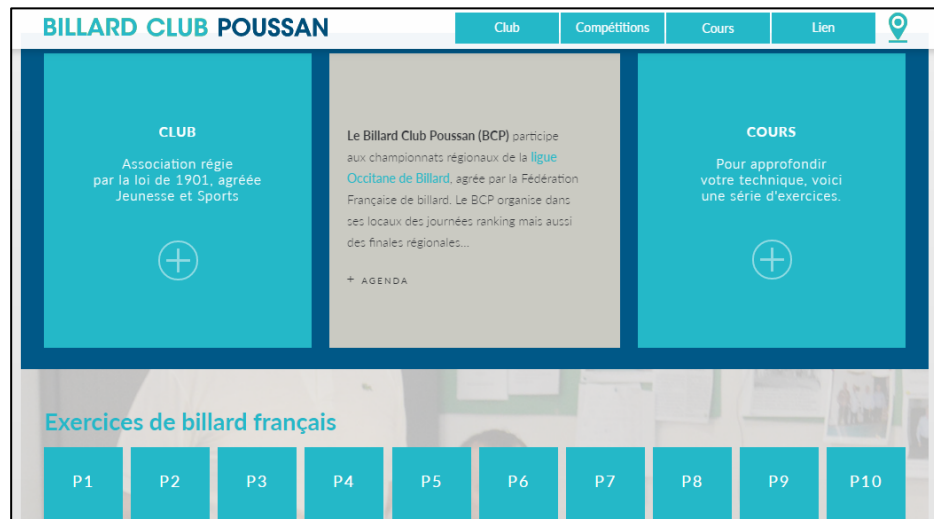 BILLARD CLUB POUSSAN
Club
Compétitions
Cours
Lien
CLUB
Association régie
par la loi de 1901, agréée
Jeunesse et Sports
Le Billard Club Poussan (BCP) participe
aux championnats régionaux de la ligue
Occitane de Billard, agrée par la Fédération
Française de billard. Le BCP organise dans
ses locaux des journées ranking mais aussi
des finales régionales...
+ AGENDA
COURS
Pour approfondir
votre technique, voici
une série d'exercices.
Exercices de billard français
P1
P2
P3
P4
P5
P6
P7
P8
P9
P10